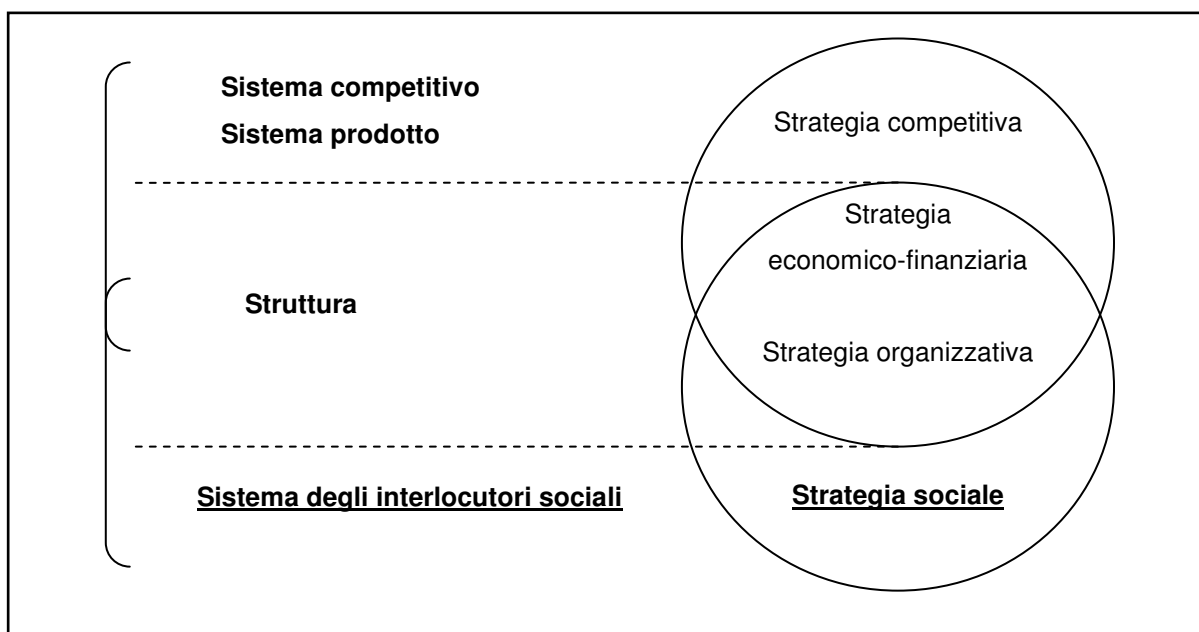 Sistema competitivo
Sistema prodotto
Strategia competitiva
Strategia
economico-finanziaria
Struttura
Strategia organizzativa
Sistema degli interlocutori sociali
Strategia sociale